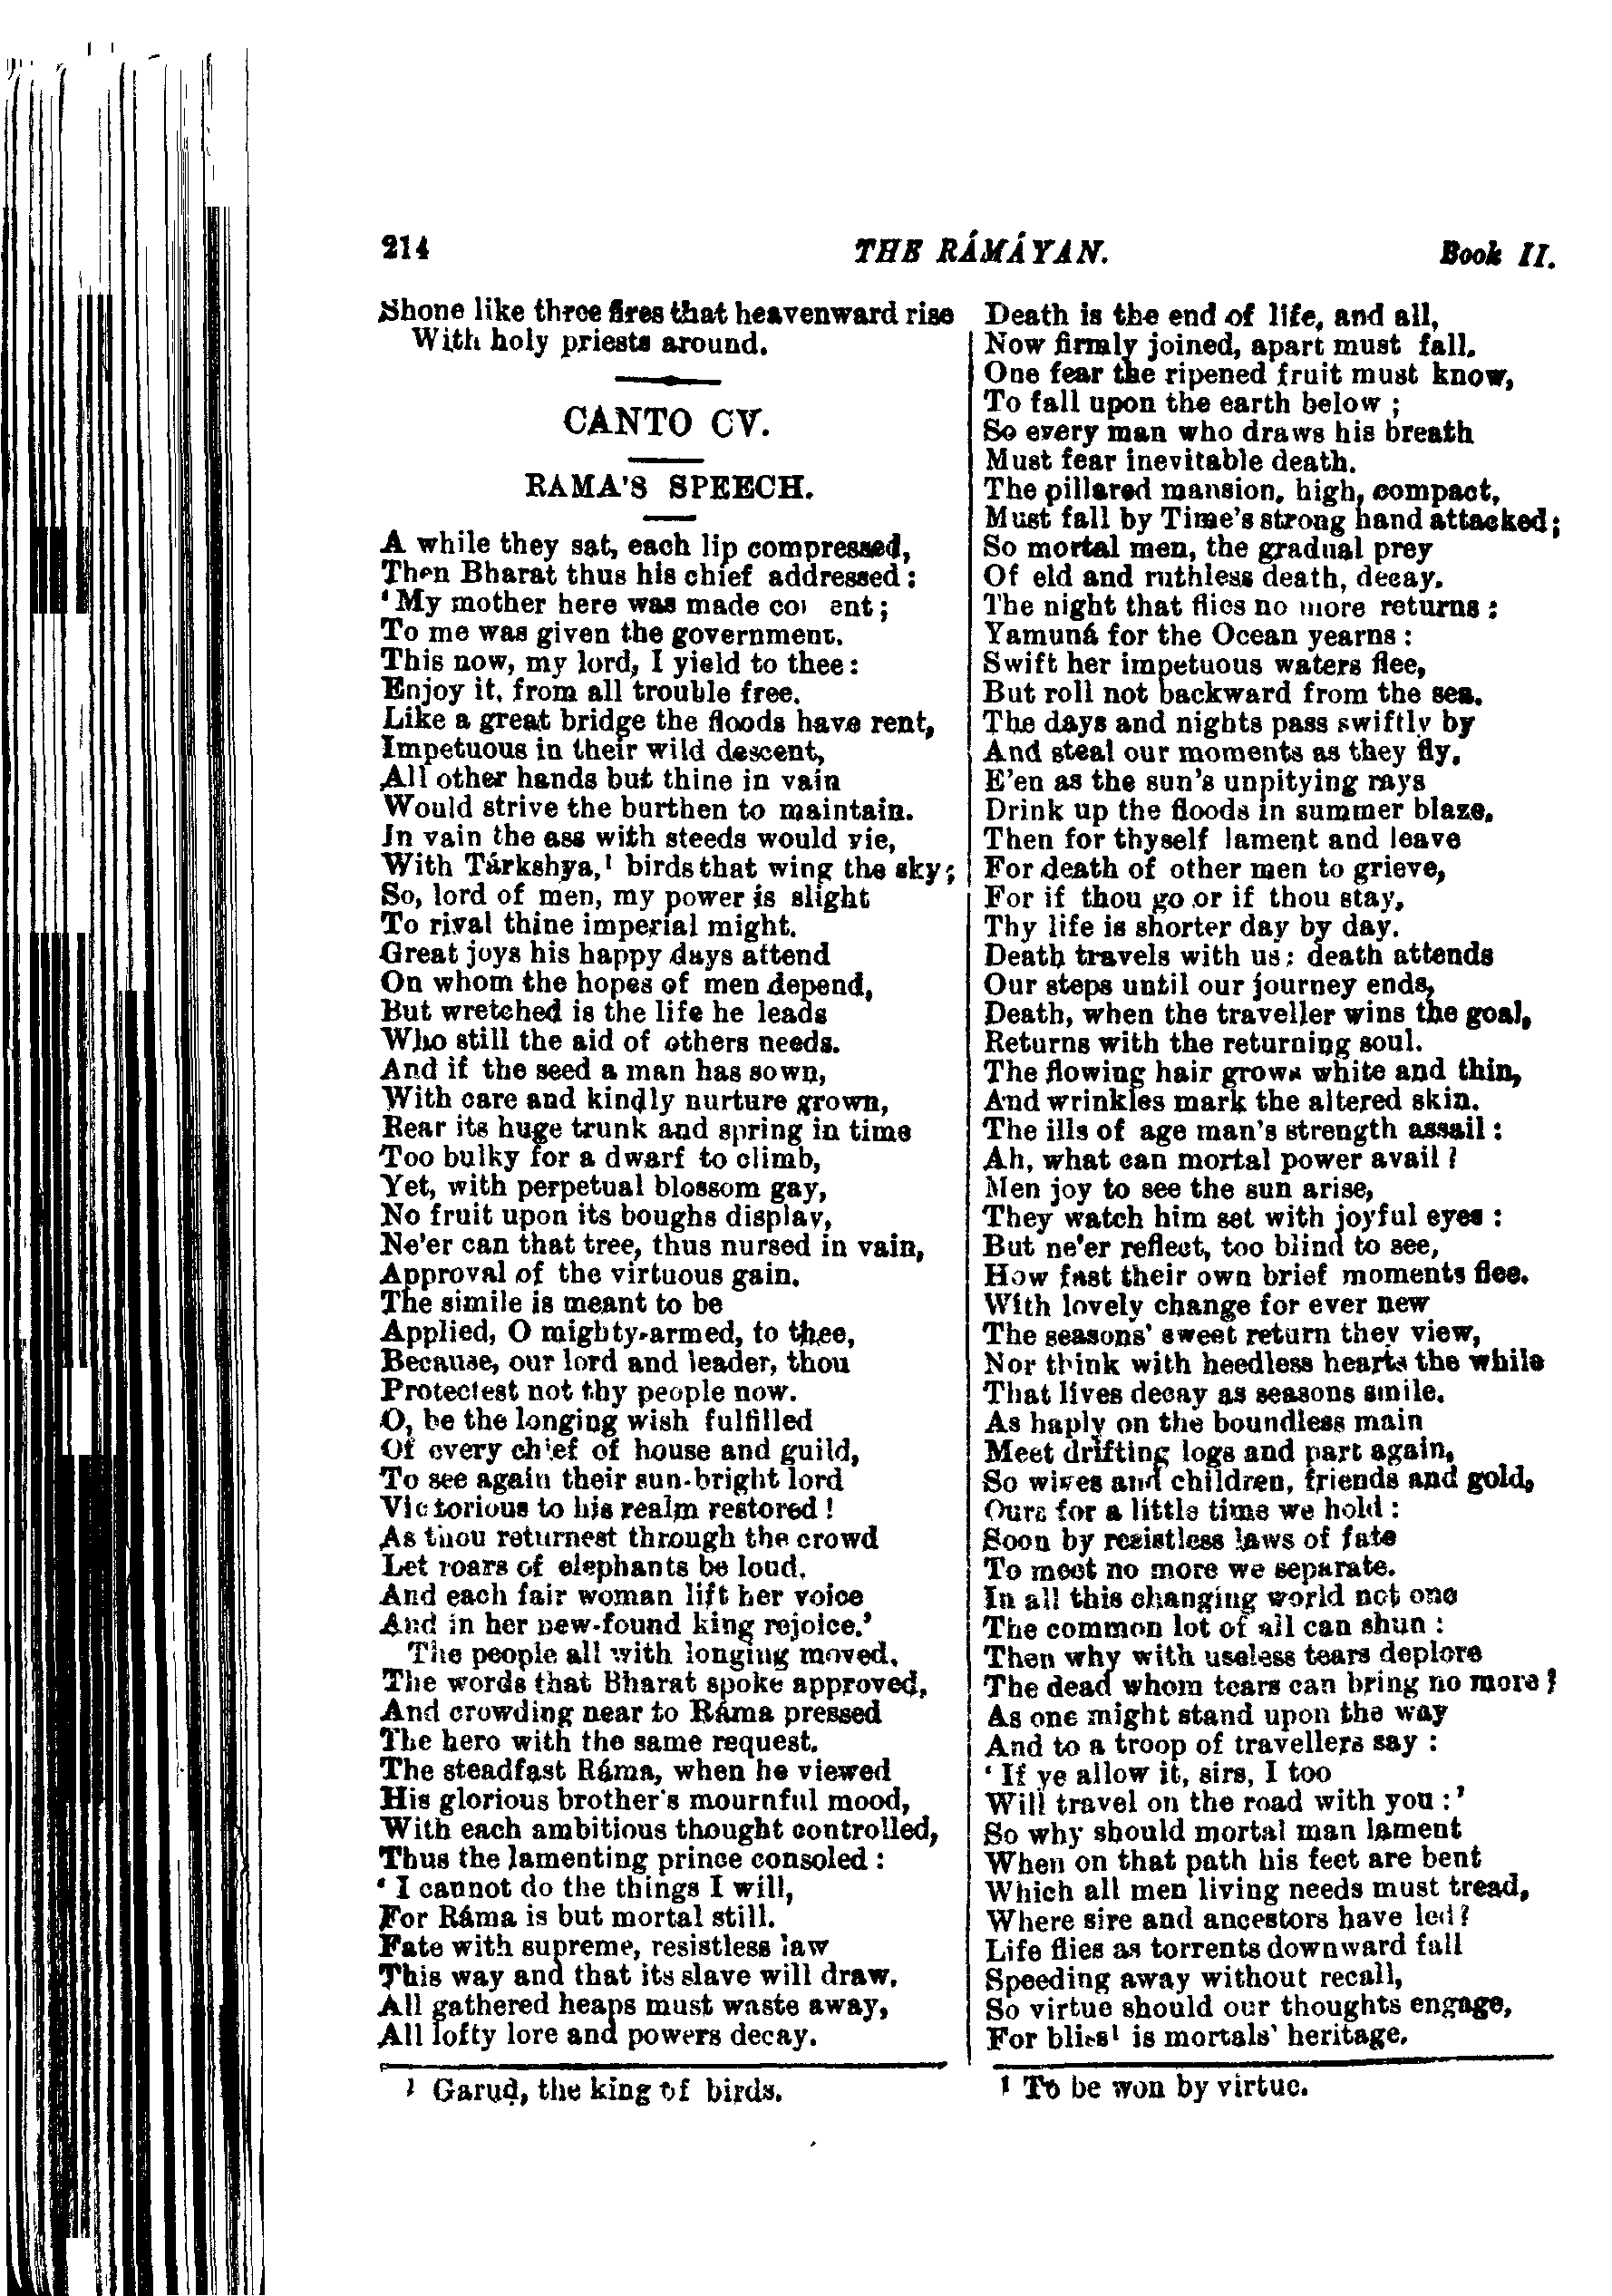 214 THE RÁMÁYAN. Book II.
Shone like three fires that heavenward rise
With holy priests around.
CANTO CV.
RAMA'S SPEECH.
A while they sat, each lip compressed,
Then Bharat thus his chief addressed:
'My mother here was made ent;
To me was given the government.
This now, my lord, I yield to thee:
Enjoy it, from all trouble free.
Like a great bridge the floods have rent,
Impetuous in their wild descent,
All other hands but thine in vain
Would strive the burthen to maintain.
In vain the ass with steeds would vie,
With Tárkshya,¹ birds that wing the sky;
So, lord of men, my power is slight
To rival thine imperial might.
Great joys his happy days attend
On whom the hopes of men depend,
But wretched is the life he leads
Who still the aid of others needs.
And if the seed a man has sown,
With care and kindly nurture grown,
Rear its huge trunk and spring in time
Too bulky for a dwarf to climb,
Yet, with perpetual blossom gay,
No fruit upon its boughs display,
Ne'er can that tree, thus nursed in vain,
Approval of the virtuous gain.
The simile is meant to be
Applied, O mighty-armed, to thee,
Because, our lord and leader, thou
Protectest not thy people now.
O, be the longing wish fulfilled
Of every chief of house and guild,
To see again their sun-bright lord
Victorious to his realm restored!
As thou returnest through the crowd
Let roars of elephants be loud,
And each fair woman lift her voice
And in her new-found king rejoice.'
The people all with longing moved,
The words that Bharat spoke approved,
And crowding near to Ráma pressed
The hero with the same request.
The steadfast Ráma, when he viewed
His glorious brother's mournful mood,
With each ambitious thought controlled,
Thus the lamenting prince consoled:
'I cannot do the things I will,
For Ráma is but mortal still.
Fate with supreme, resistless law
This way and that its slave will draw.
All gathered heaps must waste away,
All lofty lore and powers decay.
¹ Garuḍ, the king of birds.
Death is the end of life, and all,
Now firmly joined, apart must fall.
One fear the ripened fruit must know,
To fall upon the earth below;
So every man who draws his breath
Must fear inevitable death.
The pillared mansion, high, compact,
Must fall by Time's strong hand attacked;
So mortal men, the gradual prey
Of eld and ruthless death, decay.
The night that flies no more returns:
Yamuná for the Ocean yearns:
Swift her impetuous waters flee,
But roll not backward from the sea.
The days and nights pass swiftly by
And steal our moments as they fly,
E'en as the sun's unpitying rays
Drink up the floods in summer blaze.
Then for thyself lament and leave
For death of other men to grieve,
For if thou go or if thou stay,
Thy life is shorter day by day.
Death travels with us; death attends
Our steps until our journey ends,
Death, when the traveller wins the goal,
Returns with the returning soul.
The flowing hair grows white and thin,
And wrinkles mark the altered skin.
The ills of age man's strength assail:
Ah, what can mortal power avail?
Men joy to see the sun arise,
They watch him set with joyful eyes:
But ne'er reflect, too blind to see,
How fast their own brief moments flee.
With lovely change for ever new
The seasons' sweet return they view,
Nor think with heedless hearts the while
That lives decay as seasons smile.
As haply on the boundless main
Meet drifting logs and part again,
So wives and children, friends and gold,
Ours for a little time we hold:
Soon by resistless laws of fate
To meet no more we separate.
In all this changing world not one
The common lot of all can shun:
Then why with useless tears deplore
The dead whom tears can bring no more?
As one might stand upon the way
And to a troop of travellers say:
'If ye allow it, sirs, I too
Will travel on the road with you:'
So why should mortal man lament
When on that path his feet are bent
Which all men living needs must tread,
Where sire and ancestors have led?
Life flies as torrents downward fall
Speeding away without recall,
So virtue should our thoughts engage,
For bliss¹ is mortals' heritage.
¹ To be won by virtue.